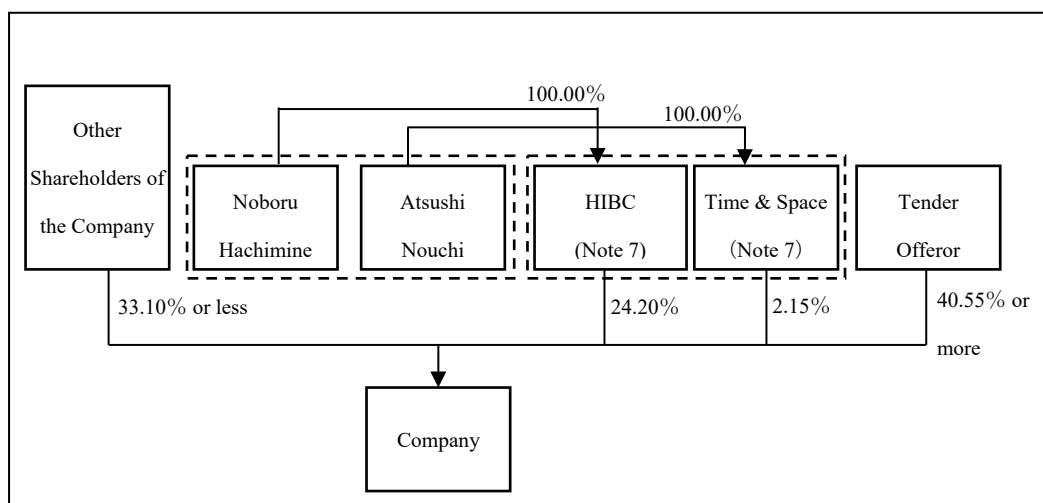 100.00%
100.00%
Other
Shareholders of
the Company
Noboru
Hachimine
Atsushi
Nouchi
HIBC
(Note 7)
Time & Space
（Note 7）
Tender
Offeror
33.10% or less
24.20%
2.15%
40.55% or
more
Company